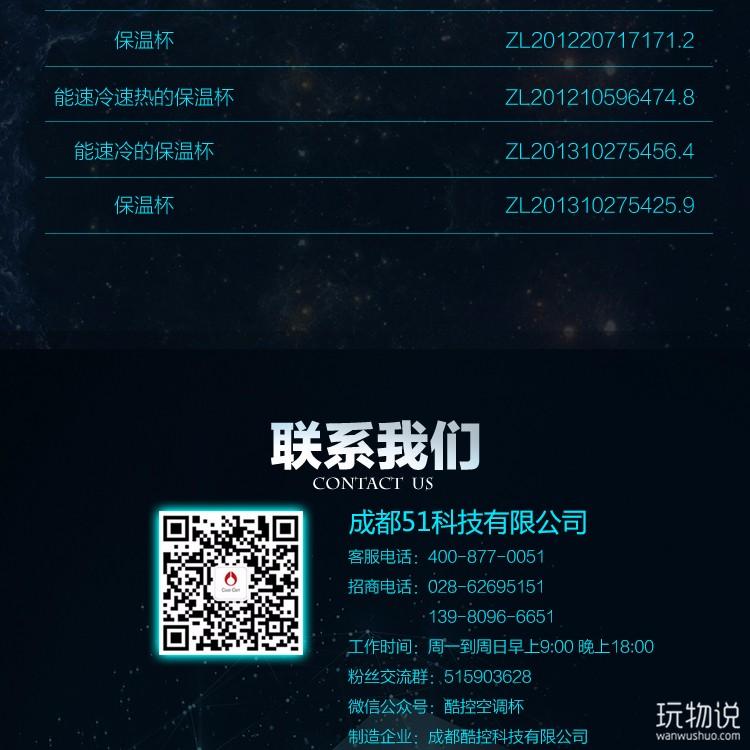 保温杯 ZL201220717171.2
能速冷速热的保温杯 ZL201210596474.8
能速冷的保温杯 ZL201310275456.4
保温杯 ZL201310275425.9
联系我们
CONTACT US
成都51科技有限公司
客服电话：400-877-0051
招商电话：028-62695151
139-8096-6651
工作时间：周一到周日早上9:00 晚上18:00
粉丝交流群：515903628
微信公众号：酷控空调杯
制造企业：成都酷控科技有限公司
玩物说
wanwushuo.com